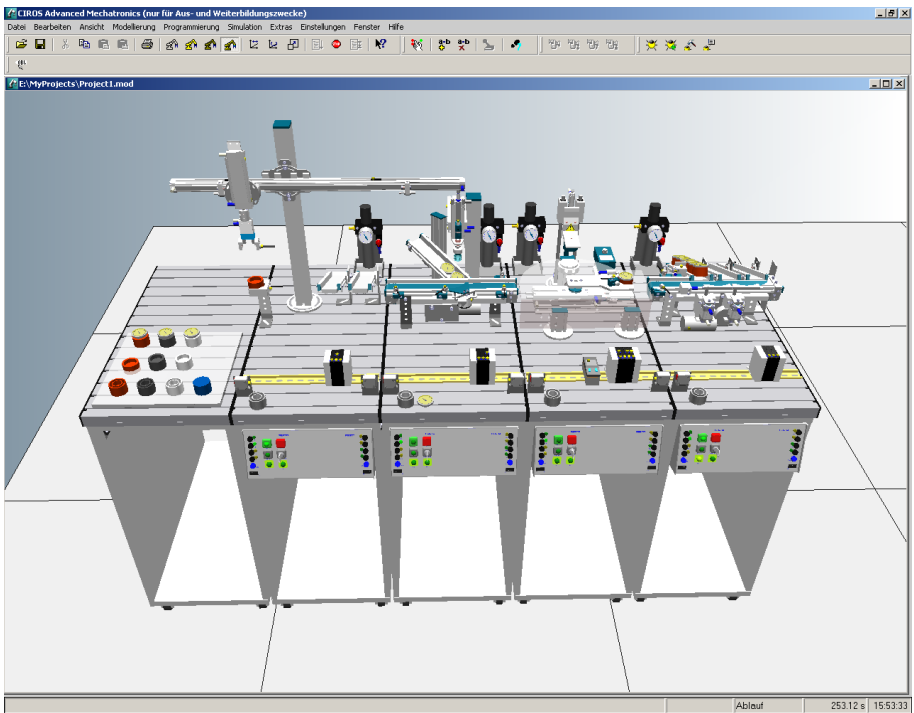 CIROS Advanced Mechatronics (nur für Aus- und Weiterbildungszwecke)
Datei Bearbeiten Ansicht Modellierung Programmierung Simulation Extras Einstellungen Fenster Hilfe
E:\MyProjects\Project1.mod
Ablauf 253.12 s 15:53:33